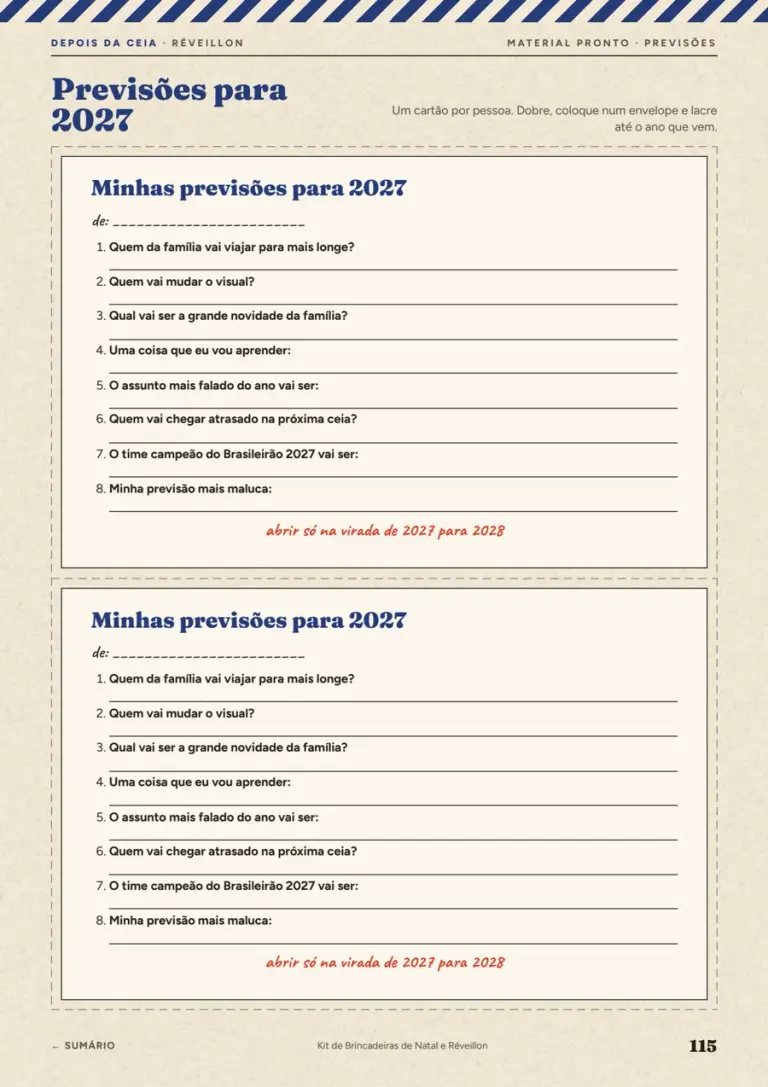 DEPOIS DA CEIA · RÉVEILLON
MATERIAL PRONTO · PREVISÕES
Previsões para
2027
Um cartão por pessoa. Dobre, coloque num envelope e lacre
até o ano que vem.
Minhas previsões para 2027
de: ________________________
1. Quem da família vai viajar para mais longe?
2. Quem vai mudar o visual?
3. Qual vai ser a grande novidade da família?
4. Uma coisa que eu vou aprender:
5. O assunto mais falado do ano vai ser:
6. Quem vai chegar atrasado na próxima ceia?
7. O time campeão do Brasileirão 2027 vai ser:
8. Minha previsão mais maluca:
abrir só na virada de 2027 para 2028
Minhas previsões para 2027
de: ________________________
1. Quem da família vai viajar para mais longe?
2. Quem vai mudar o visual?
3. Qual vai ser a grande novidade da família?
4. Uma coisa que eu vou aprender:
5. O assunto mais falado do ano vai ser:
6. Quem vai chegar atrasado na próxima ceia?
7. O time campeão do Brasileirão 2027 vai ser:
8. Minha previsão mais maluca:
abrir só na virada de 2027 para 2028
← SUMÁRIO
Kit de Brincadeiras de Natal e Réveillon
115